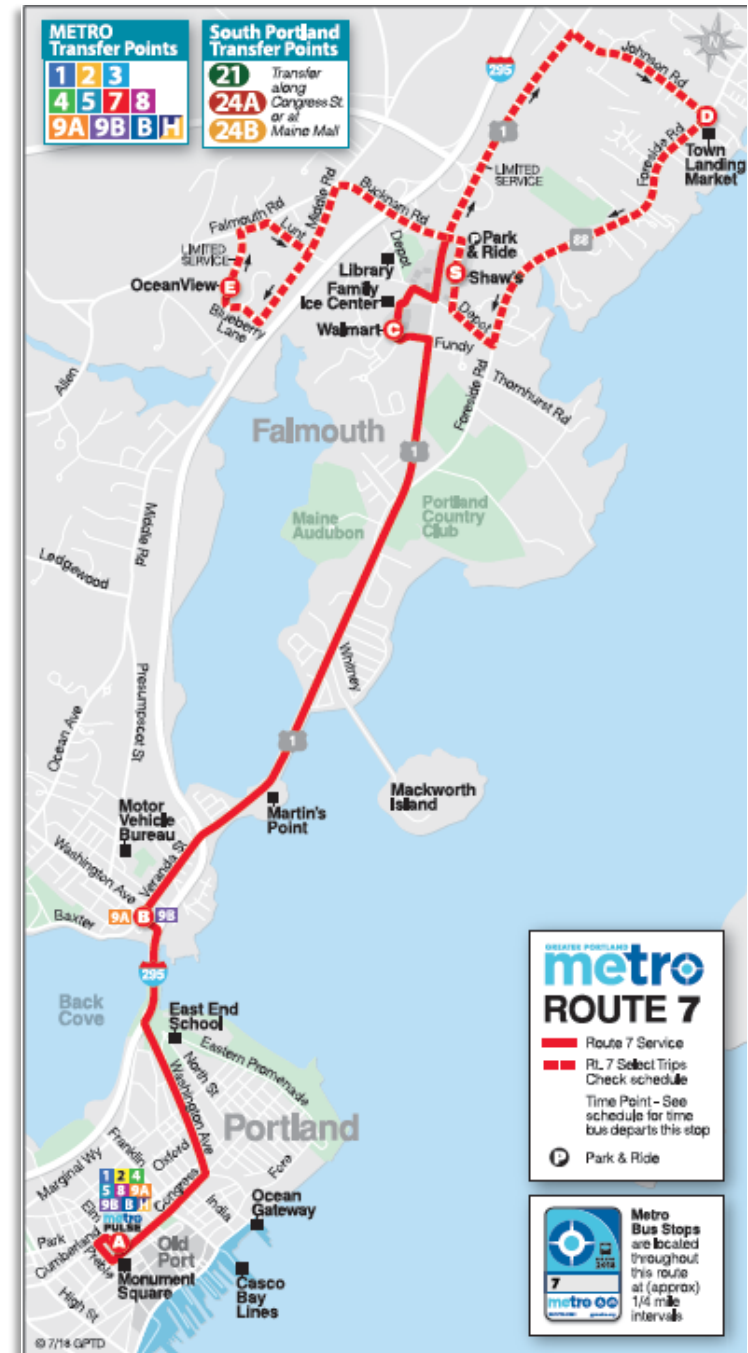 METRO
Transfer Points
1 2 3
4 5 7 8
9A 9B B H
South Portland
Transfer Points
21
24A
24B
Transfer
along
Congress St.
or at
Maine Mall
295
N
Johnson Rd
1
D
Town
Landing
Market
Foreside Rd
LIMITED
SERVICE
88
Middle Rd
Bucknam Rd
Falmouth Rd
Lunt
LIMITED
SERVICE
OceanView
E
Blueberry
Lane
Depot
P Park
& Ride
S
Shaw's
Library
Family
Ice Center
Walmart
C
Depot
Fundy
Foreside Rd
Thornhurst Rd
Allen
Falmouth
1
Maine
Audubon
Portland
Country
Club
Middle Rd
Ledgewood
Whitney
Presumpscot St
Ocean Ave
1
Mackworth
Island
Martin's
Point
Motor
Vehicle
Bureau
Washington Ave
Veranda St
Baxter
9A B 9B
295
Back
Cove
East End
School
Eastern Promenade
North St
Washington Ave
Portland
Marginal Wy
Franklin
Oxford
Congress
India
Fore
1 2 4
5 8 9A
9B B H
metro
PULSE
Elm
Park
Cumberland
Preble
A
Old
Port
Ocean
Gateway
Monument
Square
High St
Casco
Bay
Lines
© 7/18 GPTD
GREATER PORTLAND
metro
ROUTE 7
Route 7 Service
Rt. 7 Select Trips
Check schedule
Time Point - See
schedule for time
bus departs this stop
P Park & Ride
7
metro
Metro
Bus Stops
are located
throughout
this route
at (approx)
1/4 mile
intervals